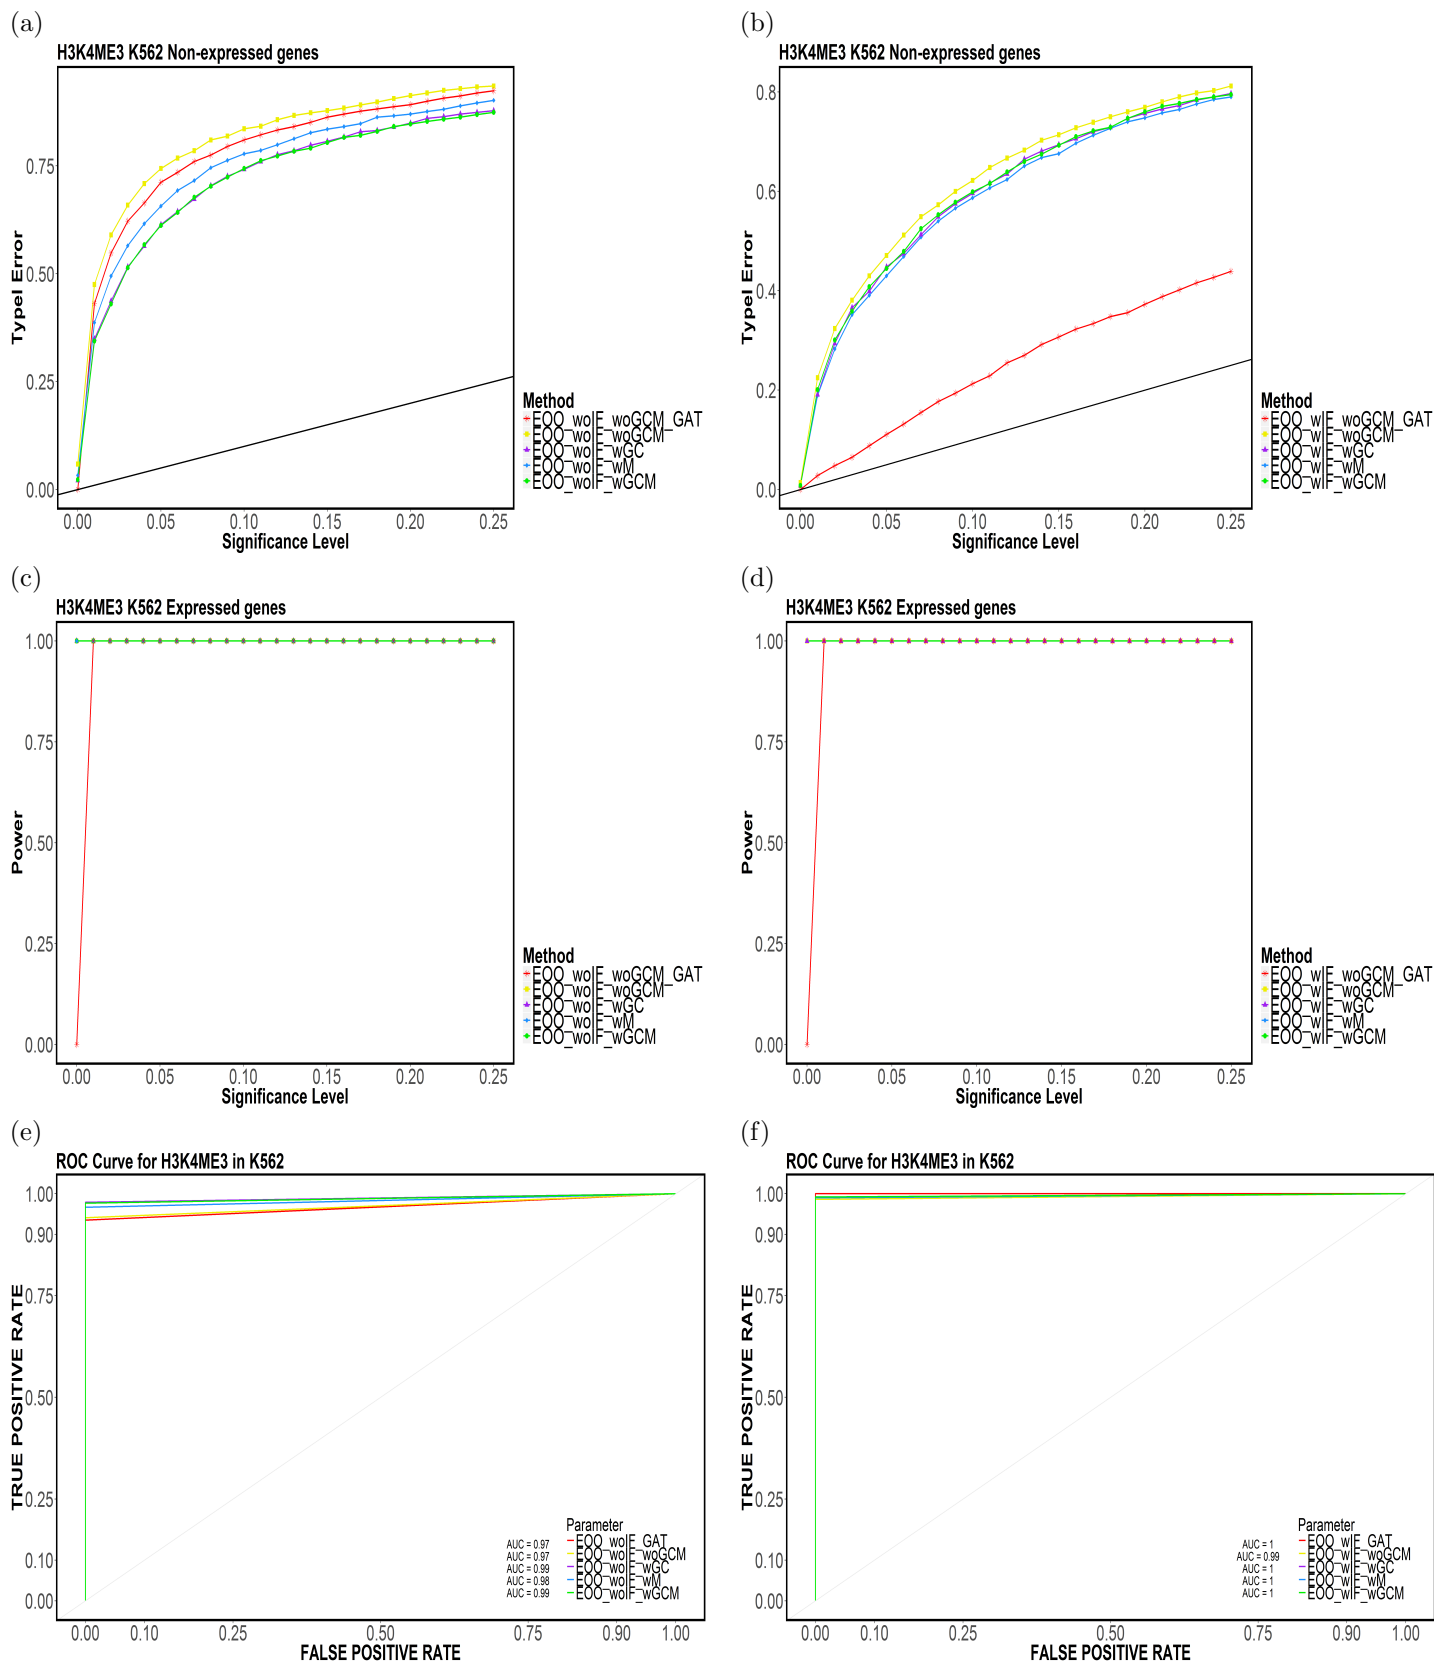 (a)
H3K4ME3 K562 Non-expressed genes
TypeI Error
0.75
0.50
0.25
0.00
0.00 0.05 0.10 0.15 0.20 0.25
Significance Level
Method
EOO_woIF_woGCM_GAT
EOO_woIF_woGCM
EOO_woIF_wGC
EOO_woIF_wM
EOO_woIF_wGCM
(b)
H3K4ME3 K562 Non-expressed genes
TypeI Error
0.8
0.6
0.4
0.2
0.0
0.00 0.05 0.10 0.15 0.20 0.25
Significance Level
Method
EOO_wIF_woGCM_GAT
EOO_wIF_woGCM
EOO_wIF_wGC
EOO_wIF_wM
EOO_wIF_wGCM
(c)
H3K4ME3 K562 Expressed genes
Power
1.00
0.75
0.50
0.25
0.00
0.00 0.05 0.10 0.15 0.20 0.25
Significance Level
Method
EOO_woIF_woGCM_GAT
EOO_woIF_woGCM
EOO_woIF_wGC
EOO_woIF_wM
EOO_woIF_wGCM
(d)
H3K4ME3 K562 Expressed genes
Power
1.00
0.75
0.50
0.25
0.00
0.00 0.05 0.10 0.15 0.20 0.25
Significance Level
Method
EOO_wIF_woGCM_GAT
EOO_wIF_woGCM
EOO_wIF_wGC
EOO_wIF_wM
EOO_wIF_wGCM
(e)
ROC Curve for H3K4ME3 in K562
TRUE POSITIVE RATE
1.00
0.90
0.75
0.50
0.25
0.10
0.00
Parameter
AUC = 0.97 EOO_woIF_GAT
AUC = 0.97 EOO_woIF_woGCM
AUC = 0.99 EOO_woIF_wGC
AUC = 0.98 EOO_woIF_wM
AUC = 0.99 EOO_woIF_wGCM
0.00 0.10 0.25 0.50 0.75 0.90 1.00
FALSE POSITIVE RATE
(f)
ROC Curve for H3K4ME3 in K562
TRUE POSITIVE RATE
1.00
0.90
0.75
0.50
0.25
0.10
0.00
Parameter
AUC = 1 EOO_wIF_GAT
AUC = 0.99 EOO_wIF_woGCM
AUC = 1 EOO_wIF_wGC
AUC = 1 EOO_wIF_wM
AUC = 1 EOO_wIF_wGCM
0.00 0.10 0.25 0.50 0.75 0.90 1.00
FALSE POSITIVE RATE